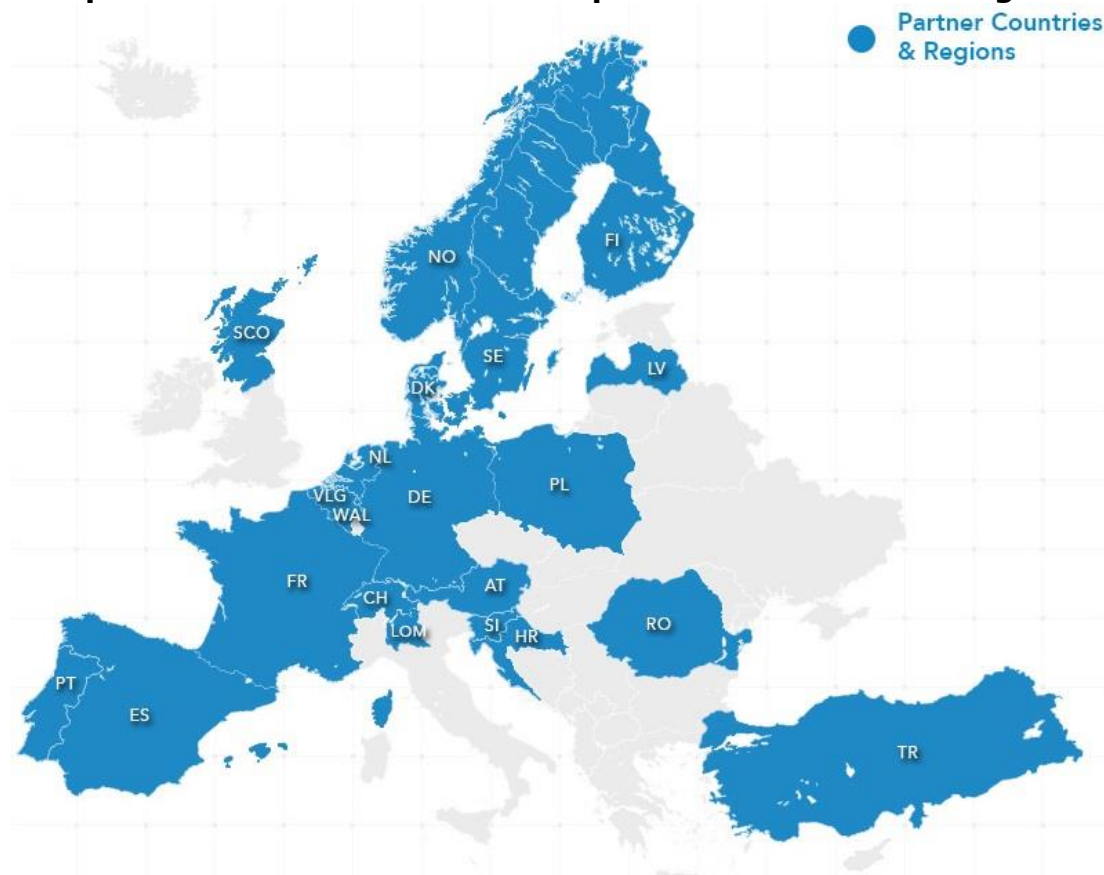 Partner Countries
& Regions
NO
FI
SCO
SE
LV
DK
NL
PL
VLG
DE
WAL
FR
AT
CH
SI
RO
LOM
HR
PT
ES
TR